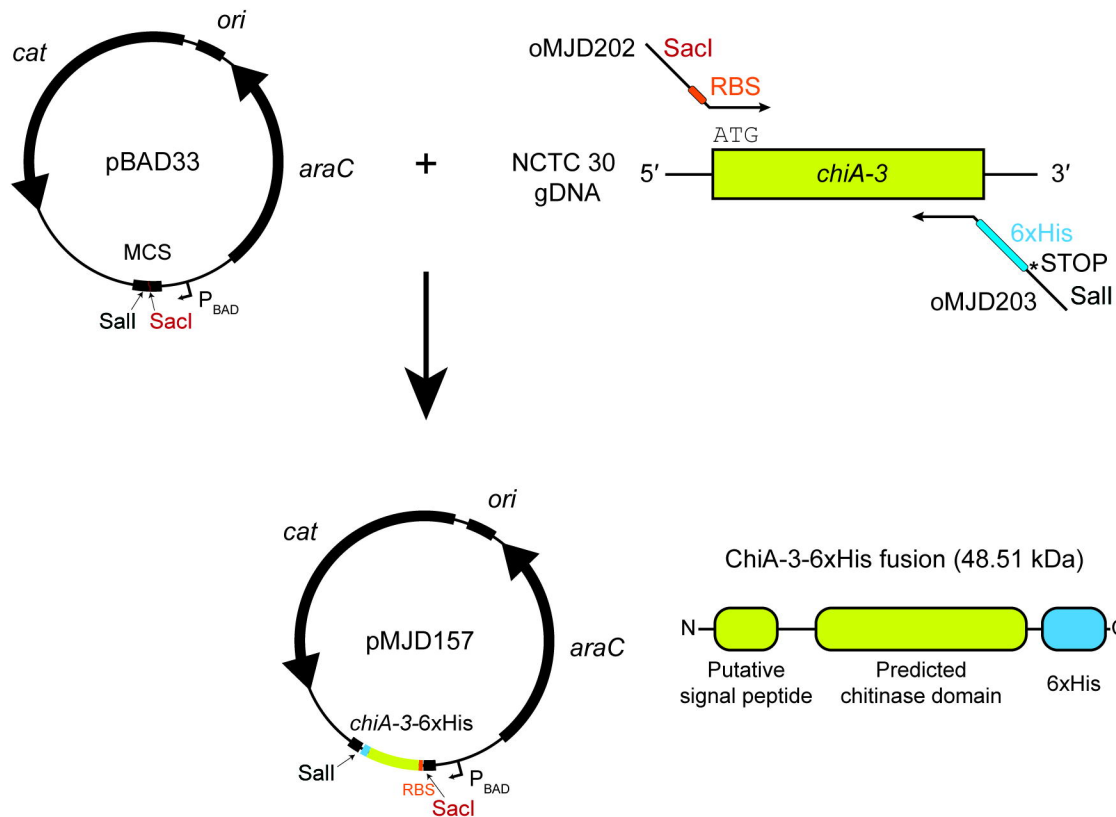 ori
cat
pBAD33
araC
MCS
SalI SacI
PBAD
+
oMJD202
SacI
RBS
ATG
NCTC 30
gDNA
5′
chiA-3
3′
6xHis
*STOP
SalI
oMJD203
ori
cat
pMJD157
araC
chiA-3-6xHis
SalI
RBS
SacI
PBAD
ChiA-3-6xHis fusion (48.51 kDa)
N
Putative
signal peptide
Predicted
chitinase domain
6xHis